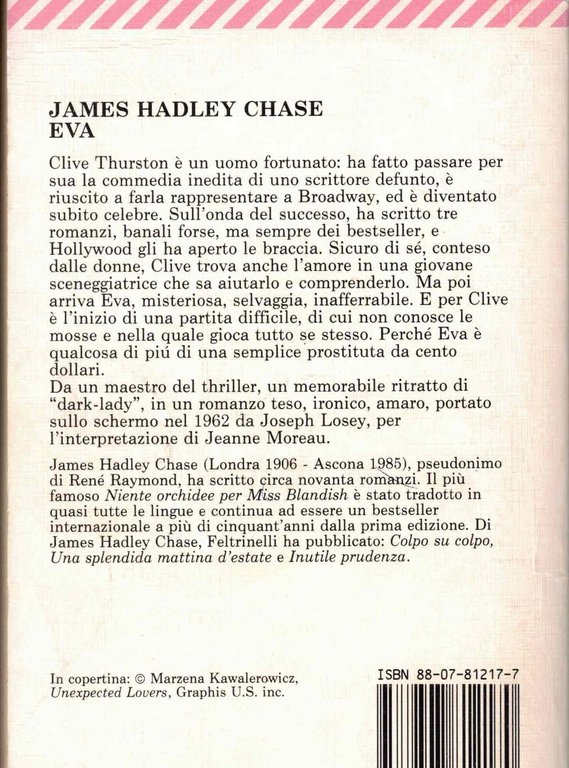 JAMES HADLEY CHASE
EVA
Clive Thurston è un uomo fortunato: ha fatto passare per
sua la commedia inedita di uno scrittore defunto, è
riuscito a farla rappresentare a Broadway, ed è diventato
subito celebre. Sull'onda del successo, ha scritto tre
romanzi, banali forse, ma sempre dei bestseller, e
Hollywood gli ha aperto le braccia. Sicuro di sé, conteso
dalle donne, Clive trova anche l'amore in una giovane
sceneggiatrice che sa aiutarlo e comprenderlo. Ma poi
arriva Eva, misteriosa, selvaggia, inafferrabile. E per Clive
è l'inizio di una partita difficile, di cui non conosce le
mosse e nella quale gioca tutto se stesso. Perché Eva è
qualcosa di piú di una semplice prostituta da cento
dollari.
Da un maestro del thriller, un memorabile ritratto di
“dark-lady”, in un romanzo teso, ironico, amaro, portato
sullo schermo nel 1962 da Joseph Losey, per
l'interpretazione di Jeanne Moreau.
James Hadley Chase (Londra 1906 - Ascona 1985), pseudonimo
di René Raymond, ha scritto circa novanta romanzi. Il più
famoso Niente orchidee per Miss Blandish è stato tradotto in
quasi tutte le lingue e continua ad essere un bestseller
internazionale a più di cinquant'anni dalla prima edizione. Di
James Hadley Chase, Feltrinelli ha pubblicato: Colpo su colpo,
Una splendida mattina d'estate e Inutile prudenza.
In copertina: © Marzena Kawalerowicz,
Unexpected Lovers, Graphis U.S. inc.
ISBN 88-07-81217-7